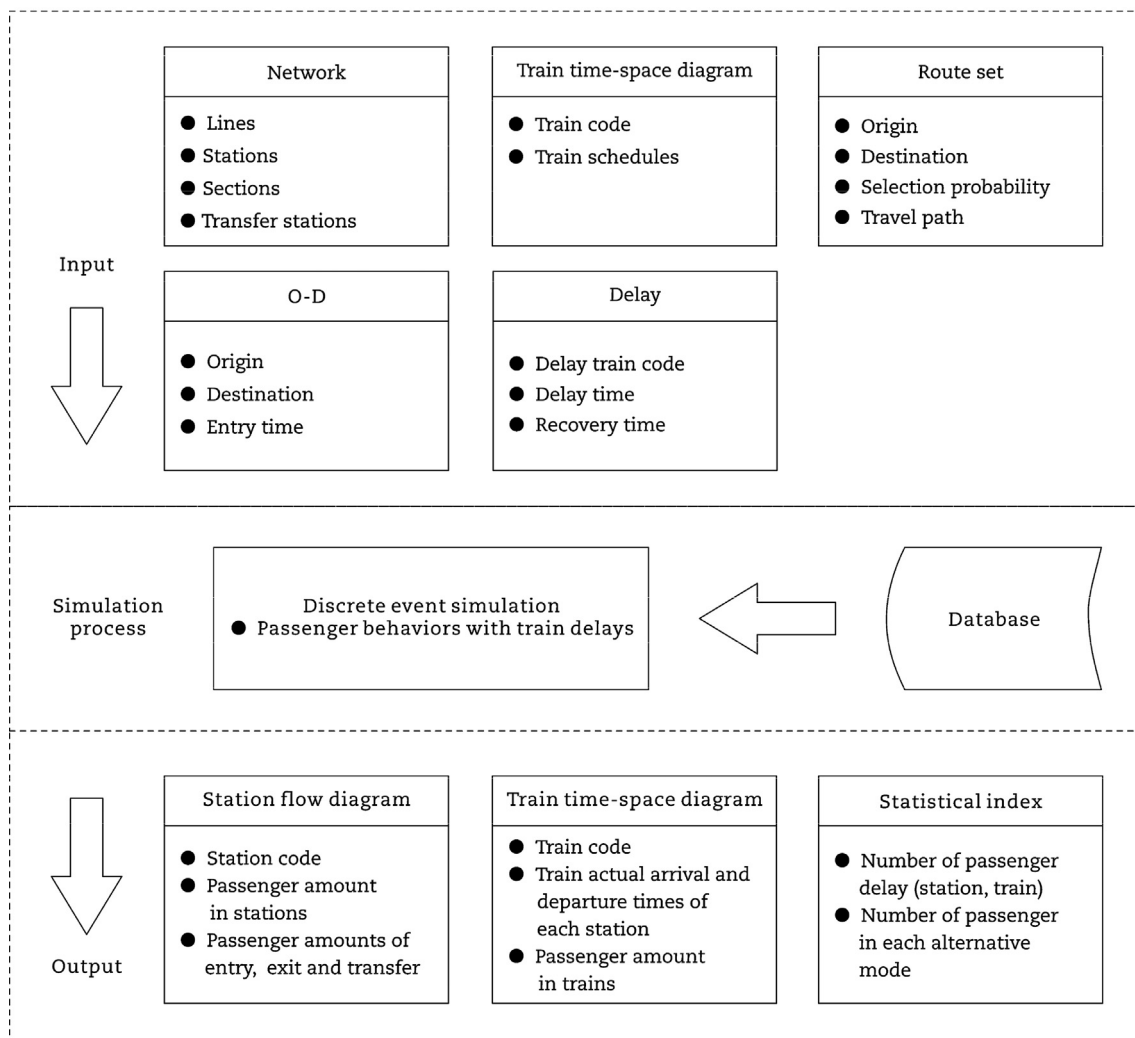 Network
● Lines
● Stations
● Sections
● Transfer stations
Train time-space diagram
● Train code
● Train schedules
Route set
● Origin
● Destination
● Selection probability
● Travel path
Input
O-D
● Origin
● Destination
● Entry time
Delay
● Delay train code
● Delay time
● Recovery time
Simulation
process
Discrete event simulation
● Passenger behaviors with train delays
Database
Station flow diagram
● Station code
● Passenger amount
in stations
● Passenger amounts of
entry, exit and transfer
Train time-space diagram
● Train code
● Train actual arrival and
departure times of
each station
● Passenger amount
in trains
Statistical index
● Number of passenger
delay (station, train)
● Number of passenger
in each alternative
mode
Output